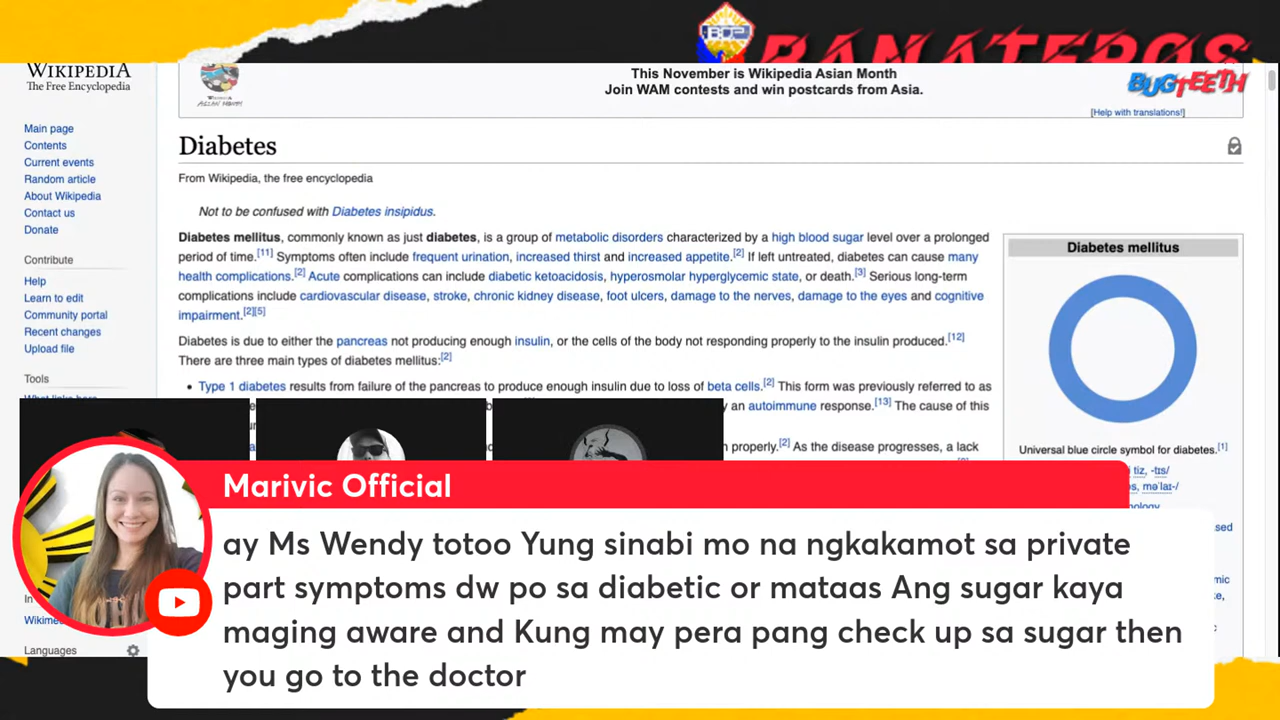 BANATEROS
BUGTEETH
WIKIPEDIA
The Free Encyclopedia
Main page
Contents
Current events
Random article
About Wikipedia
Contact us
Donate
Contribute
Help
Learn to edit
Community portal
Recent changes
Upload file
Tools
What links here
Languages
This November is Wikipedia Asian Month
Join WAM contests and win postcards from Asia.
[Help with translations!]
Diabetes
From Wikipedia, the free encyclopedia
Not to be confused with Diabetes insipidus.
Diabetes mellitus, commonly known as just diabetes, is a group of metabolic disorders characterized by a high blood sugar level over a prolonged
period of time.[11] Symptoms often include frequent urination, increased thirst and increased appetite.[2] If left untreated, diabetes can cause many
health complications.[2] Acute complications can include diabetic ketoacidosis, hyperosmolar hyperglycemic state, or death.[3] Serious long-term
complications include cardiovascular disease, stroke, chronic kidney disease, foot ulcers, damage to the nerves, damage to the eyes and cognitive
impairment.[2][5]
Diabetes is due to either the pancreas not producing enough insulin, or the cells of the body not responding properly to the insulin produced.[12]
There are three main types of diabetes mellitus:[2]
• Type 1 diabetes results from failure of the pancreas to produce enough insulin due to loss of beta cells.[2] This form was previously referred to as
an autoimmune response.[13] The cause of this
properly.[2] As the disease progresses, a lack
Diabetes mellitus
Universal blue circle symbol for diabetes.[1]
Marivic Official
ay Ms Wendy totoo Yung sinabi mo na ngkakamot sa private
part symptoms dw po sa diabetic or mataas Ang sugar kaya
maging aware and Kung may pera pang check up sa sugar then
you go to the doctor